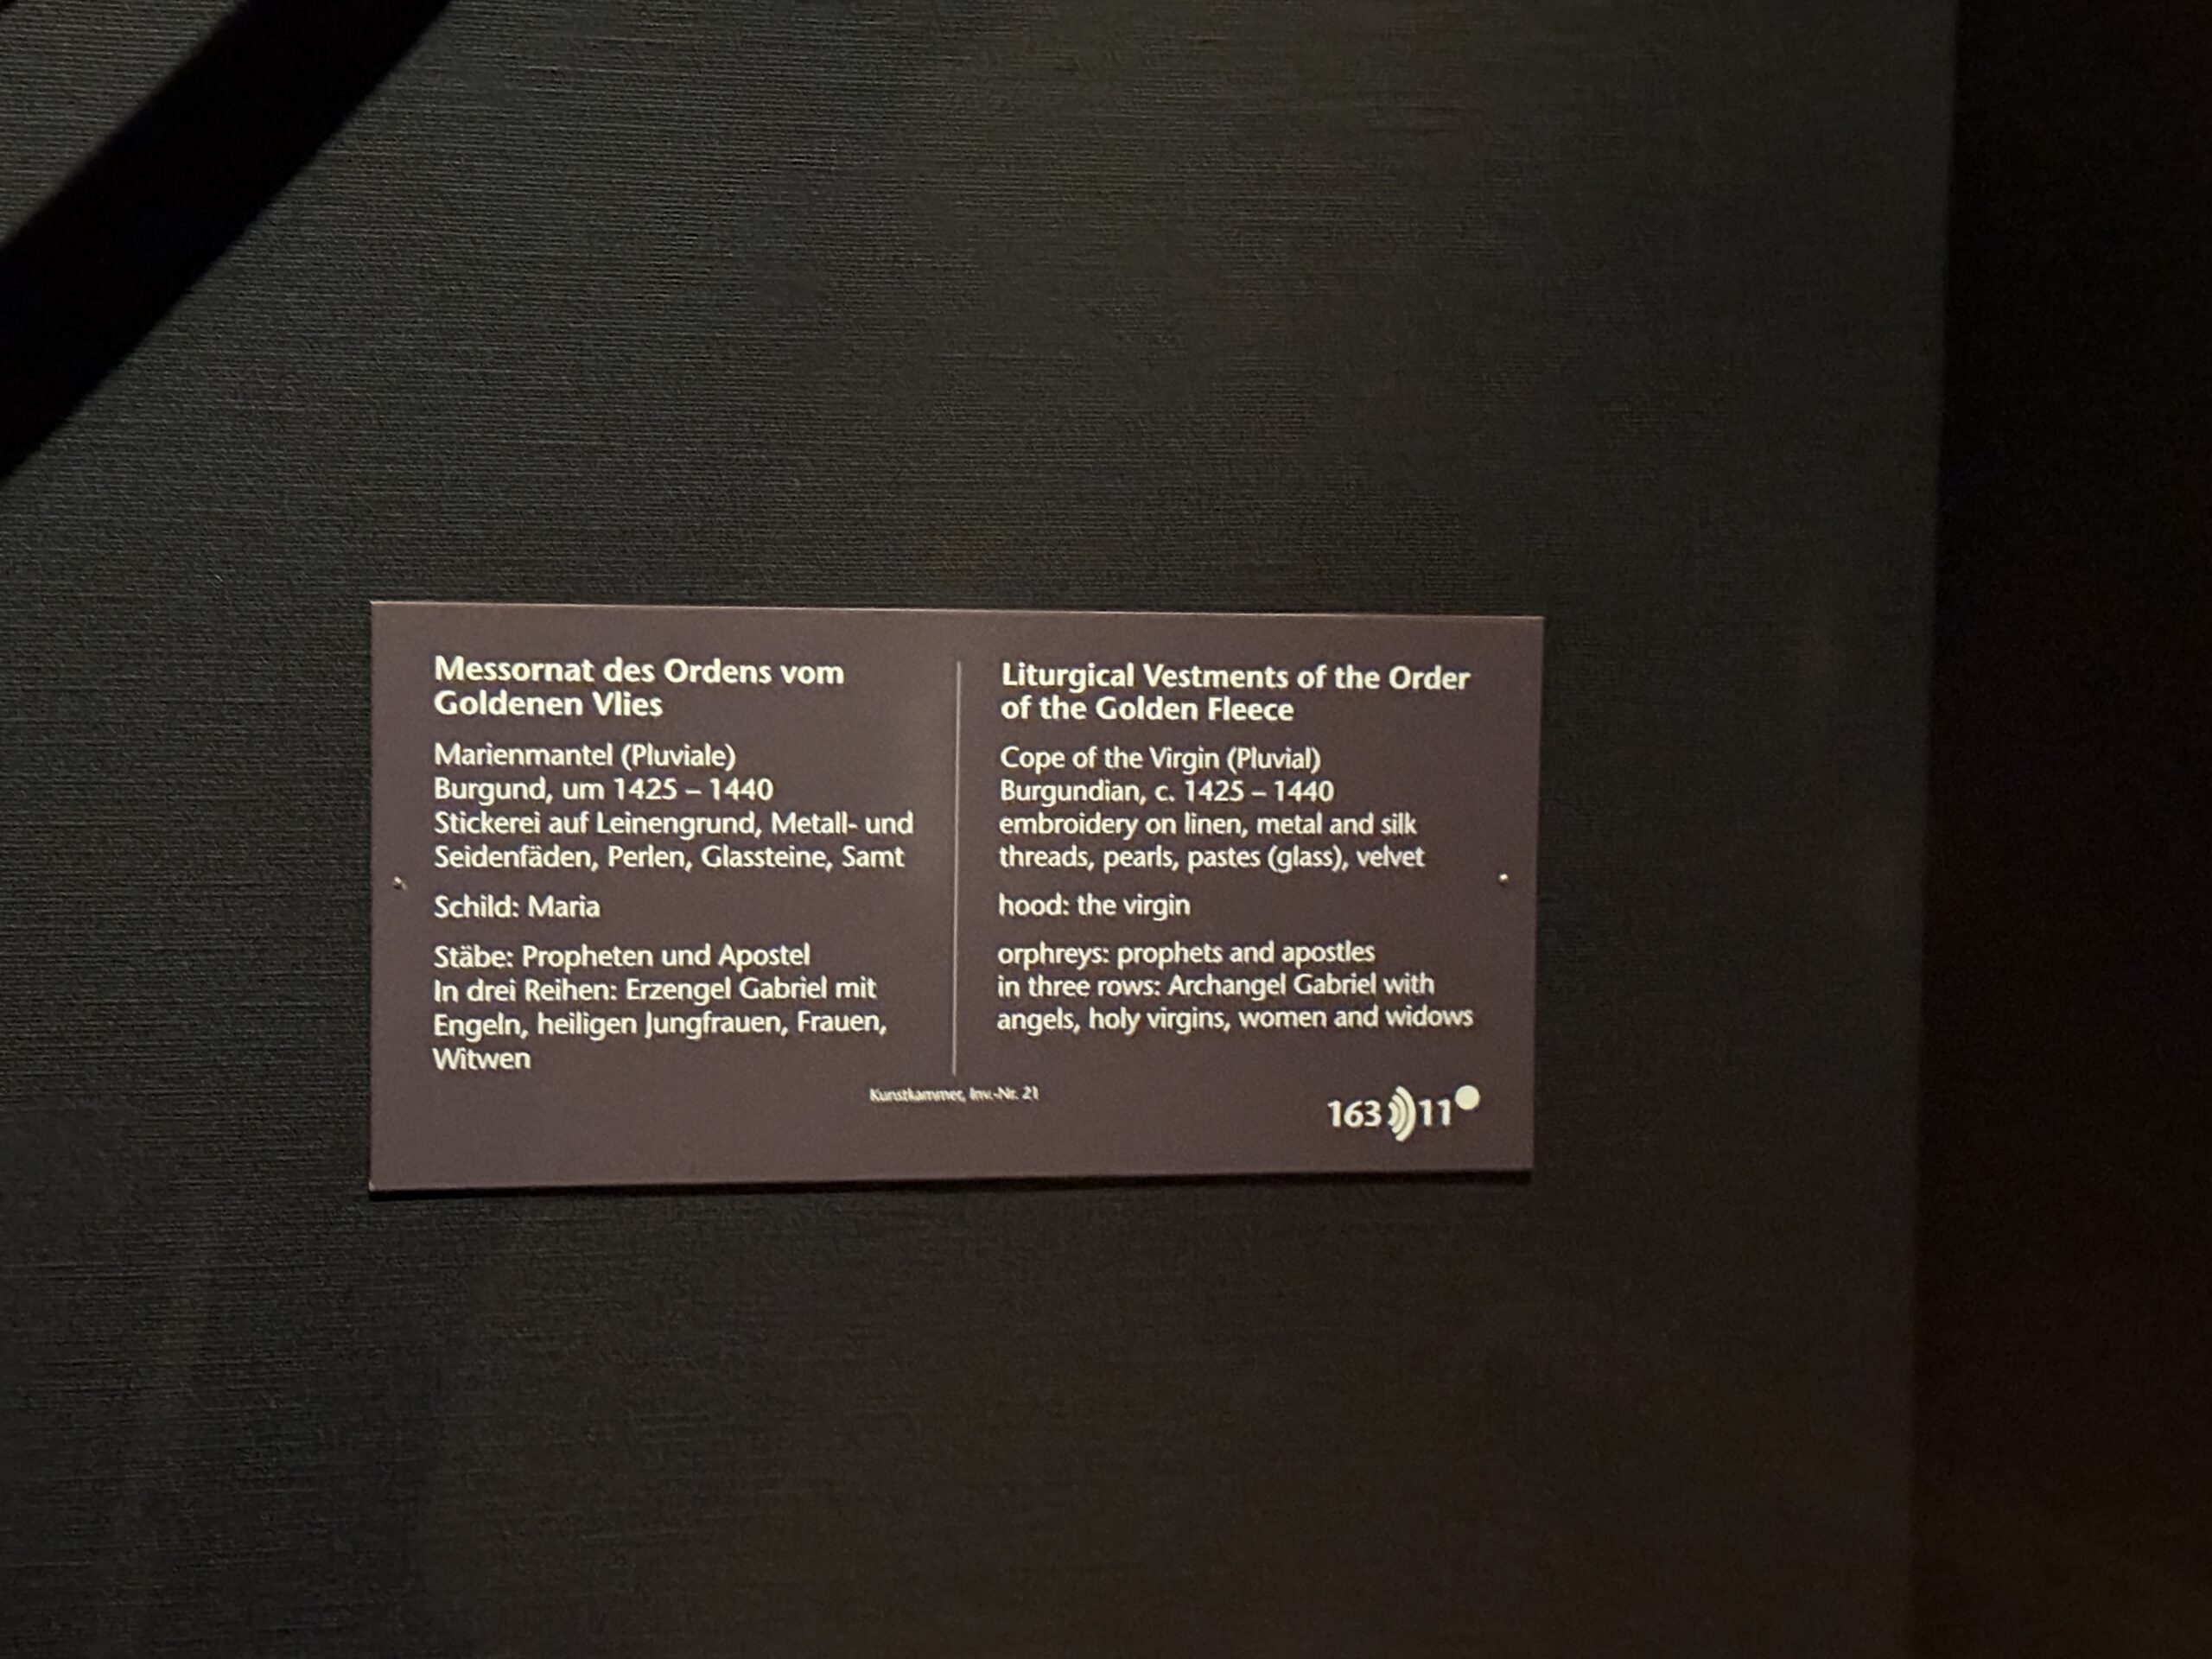 Messornat des Ordens vom
Goldenen Vlies
Marienmantel (Pluviale)
Burgund, um 1425 – 1440
Stickerei auf Leinengrund, Metall- und
Seidenfäden, Perlen, Glassteine, Samt
Schild: Maria
Stäbe: Propheten und Apostel
In drei Reihen: Erzengel Gabriel mit
Engeln, heiligen Jungfrauen, Frauen,
Witwen
Liturgical Vestments of the Order
of the Golden Fleece
Cope of the Virgin (Pluvial)
Burgundian, c. 1425 – 1440
embroidery on linen, metal and silk
threads, pearls, pastes (glass), velvet
hood: the virgin
orphreys: prophets and apostles
in three rows: Archangel Gabriel with
angels, holy virgins, women and widows
Kunstkammer, Inv.-Nr. 21
163 11